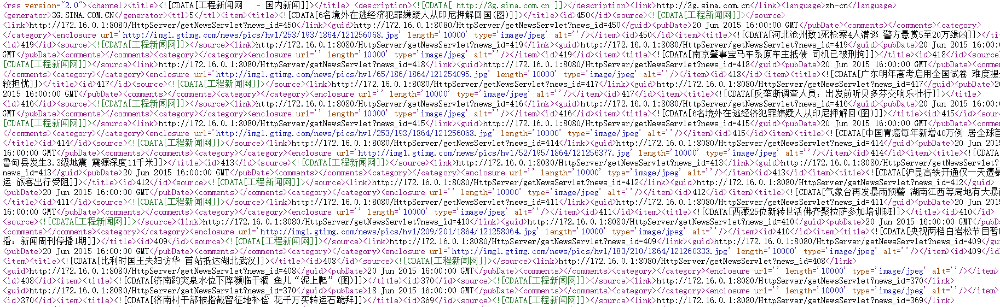 <rss version="2.0"><channel><title><![CDATA[工程新闻网   - 国内新闻]]></title> <description><![CDATA[ http://3g.sina.com.cn ]]></description><link>http://3g.sina.com.cn</link><language>zh-cn</language>
<generator>3G.SINA.COM.CN</generator><ttl>5</ttl><item><title><![CDATA[6名境外在逃经济犯罪嫌疑人从印尼押解回国(图)]]></title><id>450</id><source><![CDATA[工程新闻网]]></source>
<link>http://172.16.0.1:8080/HttpServer/getNewsServlet?news_id=450</link><guid>http://172.16.0.1:8080/HttpServer/getNewsServlet?news_id=450</guid><pubDate>20 Jun 2015 16:00:00 GMT</pubDate><comments></comments><category>
</category><enclosure url='http://img1.gtimg.com/news/pics/hv1/253/193/1864/121256068.jpg' length='10000' type='image/jpeg' alt=''/></item><id>450</id><item><title><![CDATA[河北沧州致1死枪案4人潜逃 警方悬赏5至20万缉凶]]></title>
<id>419</id><source><![CDATA[工程新闻网]]></source><link>http://172.16.0.1:8080/HttpServer/getNewsServlet?news_id=419</link><guid>http://172.16.0.1:8080/HttpServer/getNewsServlet?news_id=419</guid><pubDate>20 Jun 2015 16:00:00
GMT</pubDate><comments></comments><category></category><enclosure url='' length='10000' type='image/jpeg' alt=''/></item><id>419</id><item><title><![CDATA[南京肇事宝马车系原车主抵债 司机已被刑拘]]></title><id>418</id><source>
[CDATA[工程新闻网]]></source><link>http://172.16.0.1:8080/HttpServer/getNewsServlet?news_id=418</link><guid>http://172.16.0.1:8080/HttpServer/getNewsServlet?news_id=418</guid><pubDate>20 Jun 2015 16:00:00 GMT</pubDate><comments>
</comments><category></category><enclosure url='http://img1.gtimg.com/news/pics/hv1/65/186/1864/121254095.jpg' length='10000' type='image/jpeg' alt=''/></item><id>418</id><item><title><![CDATA[广东明年高考启用全国试卷 难度提
较担忧]]></title><id>417</id><source><![CDATA[工程新闻网]]></source><link>http://172.16.0.1:8080/HttpServer/getNewsServlet?news_id=417</link><guid>http://172.16.0.1:8080/HttpServer/getNewsServlet?news_id=417</guid><pubDate>20
2015 16:00:00 GMT</pubDate><comments></comments><category></category><enclosure url='' length='10000' type='image/jpeg' alt=''/></item><id>417</id><item><title><![CDATA[反垄断调查人员：出发前听贝多芬交响乐壮行]]></title>
<id>416</id><source><![CDATA[工程新闻网]]></source><link>http://172.16.0.1:8080/HttpServer/getNewsServlet?news_id=416</link><guid>http://172.16.0.1:8080/HttpServer/getNewsServlet?news_id=416</guid><pubDate>20 Jun 2015 16:00:00
GMT</pubDate><comments></comments><category></category><enclosure url='' length='10000' type='image/jpeg' alt=''/></item><id>416</id><item><title><![CDATA[6名境外在逃经济犯罪嫌疑人从印尼押解回(图)]]></title><id>415</id><sour
[CDATA[工程新闻网]]></source><link>http://172.16.0.1:8080/HttpServer/getNewsServlet?news_id=415</link><guid>http://172.16.0.1:8080/HttpServer/getNewsServlet?news_id=415</guid><pubDate>20 Jun 2015 16:00:00 GMT</pubDate><comm
</comments><category></category><enclosure url='http://img1.gtimg.com/news/pics/hv1/253/193/1864/121256068.jpg' length='10000' type='image/jpeg' alt=''/></item><id>415</id><item><title><![CDATA[中国胃癌每年新增40万例 居全球首
</title><id>414</id><source><![CDATA[工程新闻网]]></source><link>http://172.16.0.1:8080/HttpServer/getNewsServlet?news_id=414</link><guid>http://172.16.0.1:8080/HttpServer/getNewsServlet?news_id=414</guid><pubDate>20 Jun 2015
16:00:00 GMT</pubDate><comments></comments><category></category><enclosure url='http://img1.gtimg.com/news/pics/hv1/52/195/1864/121256377.jpg' length='10000' type='image/jpeg' alt=''/></item><id>414</id><item><title><![CDATA[
鲁甸县发生3.3级地震 震源深度11千米]]></title><id>413</id><source><![CDATA[工程新闻网]]></source><link>http://172.16.0.1:8080/HttpServer/getNewsServlet?news_id=413</link><guid>http://172.16.0.1:8080/HttpServer/getNewsServlet?
news_id=413</guid><pubDate>20 Jun 2015 16:00:00 GMT</pubDate><comments></comments><category></category><enclosure url='' length='10000' type='image/jpeg' alt=''/></item><id>413</id><item><title><![CDATA[沪昆高铁开通仅一天遭暴
运 旅客出行受阻]]></title><id>412</id><source><![CDATA[工程新闻网]]></source><link>http://172.16.0.1:8080/HttpServer/getNewsServlet?news_id=412</link><guid>http://172.16.0.1:8080/HttpServer/getNewsServlet?news_id=412</guid>
<pubDate>20 Jun 2015 16:00:00 GMT</pubDate><comments></comments><category></category><enclosure url='' length='10000' type='image/jpeg' alt=''/></item><id>412</id><item><title><![CDATA[气象台再发暴雨预警 湖南江西等局地有大暴雨
</title><id>411</id><source><![CDATA[工程新闻网]]></source><link>http://172.16.0.1:8080/HttpServer/getNewsServlet?news_id=411</link><guid>http://172.16.0.1:8080/HttpServer/getNewsServlet?news_id=411</guid><pubDate>20 Jun 2015
16:00:00 GMT</pubDate><comments></comments><category></category><enclosure url='' length='10000' type='image/jpeg' alt=''/></item><id>411</id><item><title><![CDATA[西藏25位新转世活佛齐聚拉萨参加培训班]]></title><id>410</id>
<source><![CDATA[工程新闻网]]></source><link>http://172.16.0.1:8080/HttpServer/getNewsServlet?news_id=410</link><guid>http://172.16.0.1:8080/HttpServer/getNewsServlet?news_id=410</guid><pubDate>20 Jun 2015 16:00:00 GMT</pubDa
<comments></comments><category></category><enclosure url='http://img1.gtimg.com/news/pics/hv1/209/201/1864/121258064.jpg' length='10000' type='image/jpeg' alt=''/></item><id>410</id><item><title><![CDATA[央视两档白岩松节目暂
播：新闻周刊停播1期]]></title><id>409</id><source><![CDATA[工程新闻网]]></source><link>http://172.16.0.1:8080/HttpServer/getNewsServlet?news_id=409</link><guid>http://172.16.0.1:8080/HttpServer/getNewsServlet?news_id=409</gui
<pubDate>20 Jun 2015 16:00:00 GMT</pubDate><comments></comments><category></category><enclosure url='http://img1.gtimg.com/news/pics/hv1/183/210/1864/121260333.jpg' length='10000' type='image/jpeg' alt=''/></item><id>409</id>
<item><title><![CDATA[比利时国王夫妇访华 首站抵达湖北武汉]]></title><id>408</id><source><![CDATA[工程新闻网]]></source><link>http://172.16.0.1:8080/HttpServer/getNewsServlet?news_id=408</link>
<guid>http://172.16.0.1:8080/HttpServer/getNewsServlet?news_id=408</guid><pubDate>20 Jun 2015 16:00:00 GMT</pubDate><comments></comments><category></category><enclosure url='' length='10000' type='image/jpeg' alt=''/></item>
<id>408</id><item><title><![CDATA[济南趵突泉水位下降濒临干涸 鱼儿“泥上爬”(图)]]></title><id>370</id><source><![CDATA[工程新闻网]]></source><link>http://172.16.0.1:8080/HttpServer/getNewsServlet?news_id=370</link>
<guid>http://172.16.0.1:8080/HttpServer/getNewsServlet?news_id=370</guid><pubDate>18 Jun 2015 16:00:00 GMT</pubDate><comments></comments><category></category><enclosure url='' length='10000' type='image/jpeg' alt=''/></item>
<id>370</id><item><title><![CDATA[济南村干部被指截留征地补偿 花千万买转运石跪拜]]></title><id>369</id><source><![CDATA[工程新闻网]]></source><link>http://172.16.0.1:8080/HttpServer/getNewsServlet?news_id=369</link>